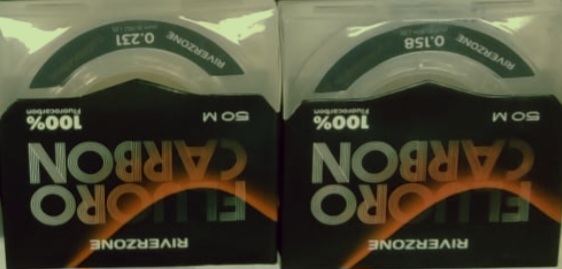 RIVERZONE
FLUORO
CARBON
50 M
100%
Fluorocarbon
RIVERZONE 0.158
RIVERZONE
FLUORO
CARBON
50 M
100%
Fluorocarbon
RIVERZONE 0.231